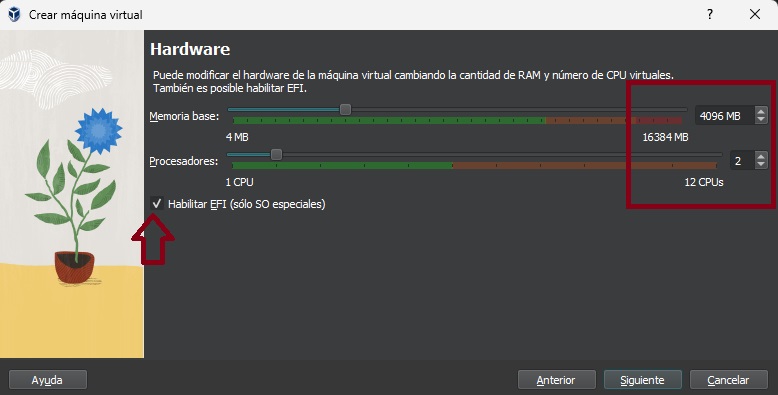 Crear máquina virtual
?
Hardware
Puede modificar el hardware de la máquina virtual cambiando la cantidad de RAM y número de CPU virtuales.
También es posible habilitar EFI.
Memoria base:
4096 MB
4 MB
16384 MB
Procesadores:
2
1 CPU
12 CPUs
Habilitar EFI (sólo SO especiales)
Ayuda
Anterior
Siguiente
Cancelar